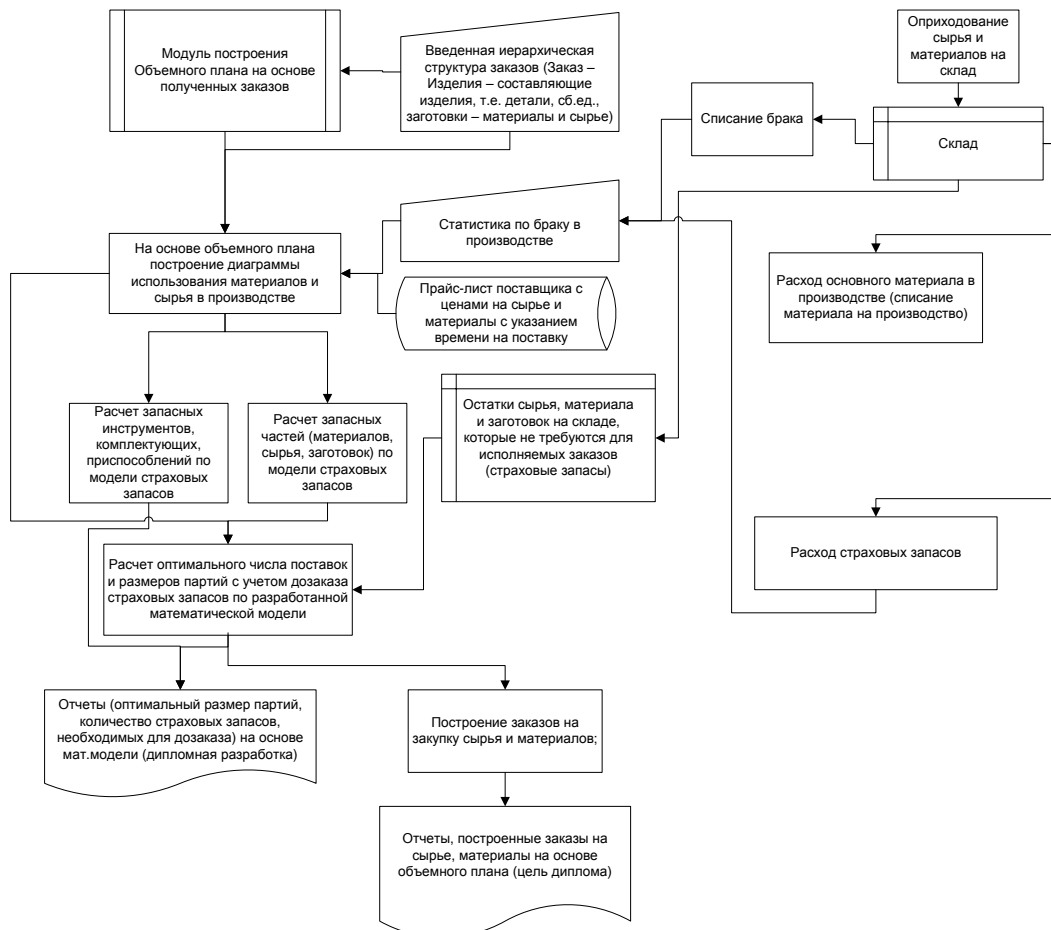 Модуль построения
Объемного плана на основе
полученных заказов
Введенная иерархическая
структура заказов (Заказ –
Изделия – составляющие
изделия, т.е. детали, сб.ед.,
заготовки – материалы и сырье)
Оприходование
сырья и
материалов на
склад
Списание брака
Склад
Статистика по браку в
производстве
На основе объемного плана
построение диаграммы
использования материалов и
сырья в производстве
Прайс-лист поставщика с
ценами на сырье и
материалы с указанием
времени на поставку
Расход основного материала в
производстве (списание
материала на производство)
Расчет запасных
инструментов,
комплектующих,
приспособлений по
модели страховых
запасов
Расчет запасных
частей (материалов,
сырья, заготовок) по
модели страховых
запасов
Остатки сырья, материала
и заготовок на складе,
которые не требуются для
исполняемых заказов
(страховые запасы)
Расход страховых запасов
Расчет оптимального числа поставок
и размеров партий с учетом дозаказа
страховых запасов по разработанной
математической модели
Отчеты (оптимальный размер партий,
количество страховых запасов,
необходимых для дозаказа) на основе
мат.модели (дипломная разработка)
Построение заказов на
закупку сырья и материалов;
Отчеты, построенные заказы на
сырье, материалы на основе
объемного плана (цель диплома)